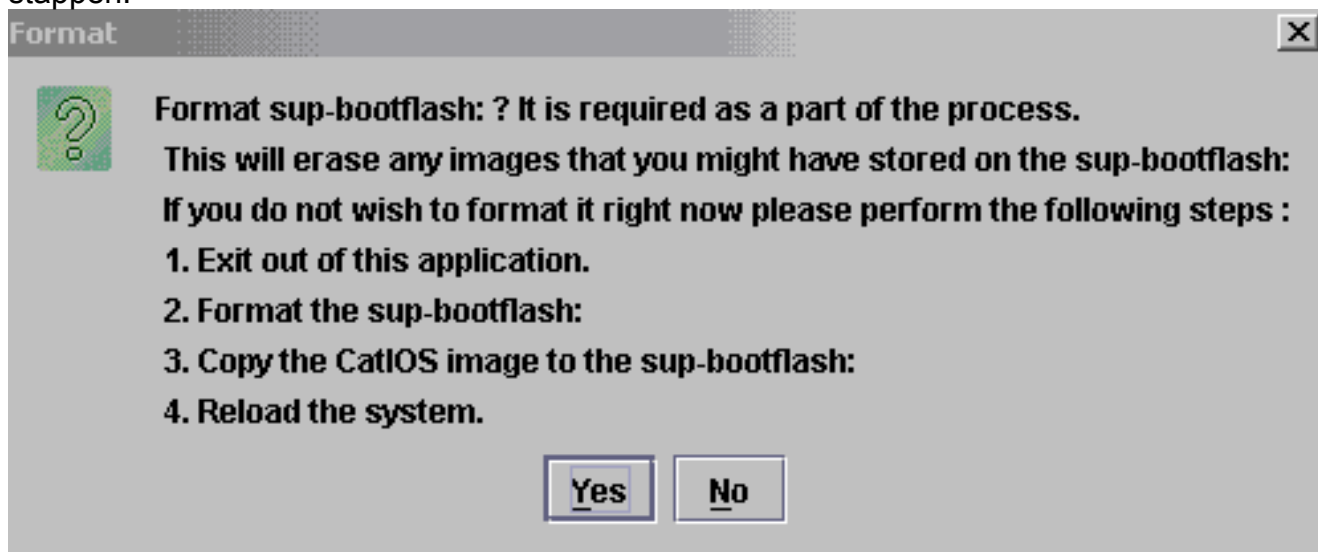 stappen.
Format
Format sup-bootflash: ? It is required as a part of the process.
This will erase any images that you might have stored on the sup-bootflash:
If you do not wish to format it right now please perform the following steps :
1. Exit out of this application.
2. Format the sup-bootflash:
3. Copy the CatIOS image to the sup-bootflash:
4. Reload the system.
Yes No